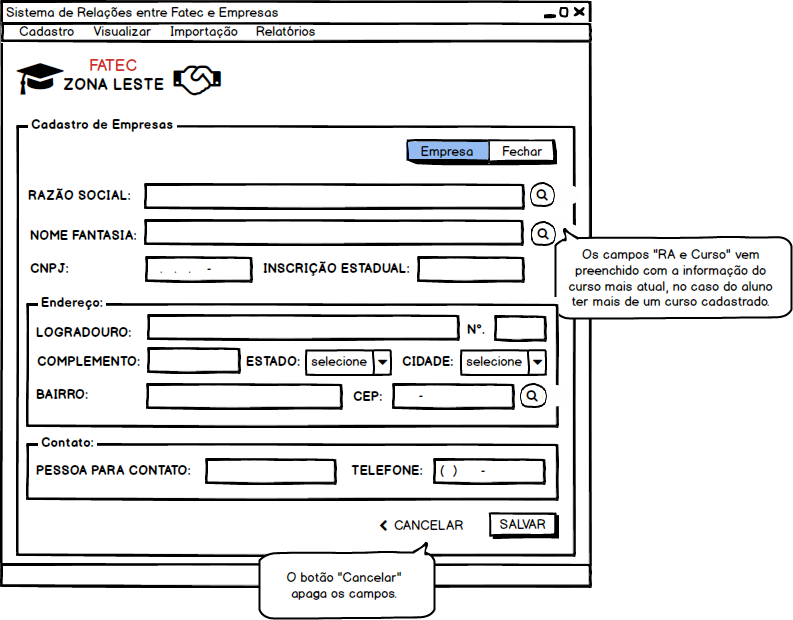 Sistema de Relações entre Fatec e Empresas
Cadastro Visualizar Importação Relatórios
FATEC
ZONA LESTE
Cadastro de Empresas
Empresa Fechar
RAZÃO SOCIAL:
NOME FANTASIA:
CNPJ: . . . - INSCRIÇÃO ESTADUAL:
Os campos "RA e Curso" vem
preenchido com a informação do
curso mais atual, no caso do aluno
ter mais de um curso cadastrado.
Endereço:
LOGRADOURO: Nº.
COMPLEMENTO: ESTADO: selecione CIDADE: selecione
BAIRRO: CEP: -
Contato:
PESSOA PARA CONTATO: TELEFONE: ( ) -
CANCELAR SALVAR
O botão "Cancelar"
apaga os campos.